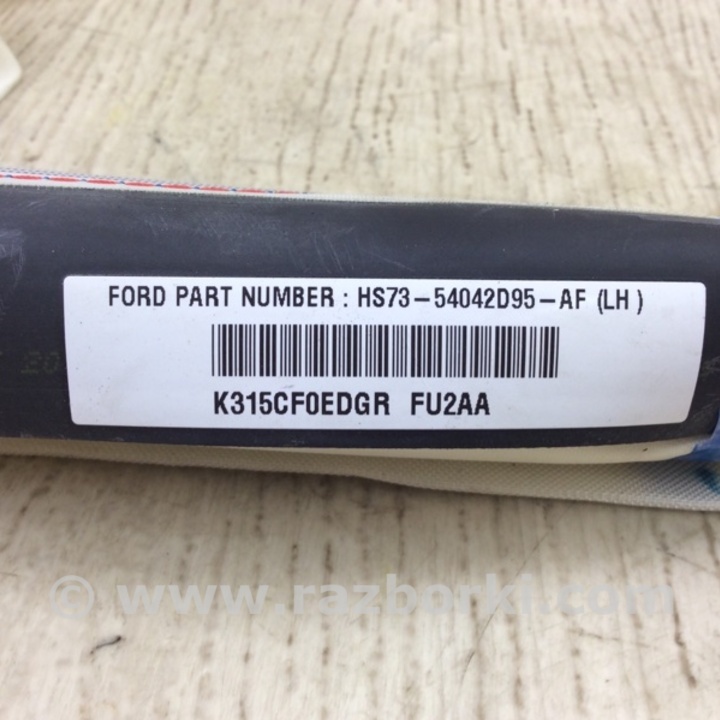 FORD PART NUMBER : HS73-54042D95-AF (LH )
K315CF0EDGR FU2AA
© www.razborki.com